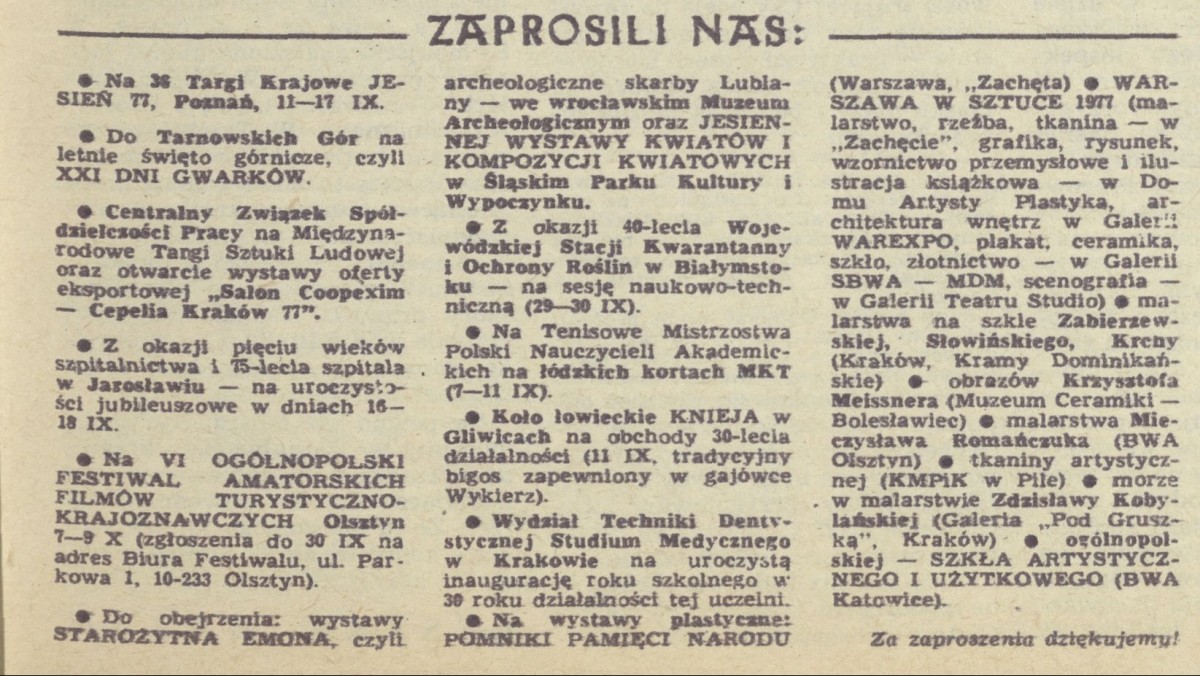 ZAPROSILI NAS:
● Na 38 Targi Krajowe JE-
SIEŃ 77, Poznań, 11—17 IX.
● Do Tarnowskich Gór na
letnie święto górnicze, czyli
XXI DNI GWARKÓW.
● Centralny Związek Spół-
dzielczości Pracy na Międzyna-
rodowe Targi Sztuki Ludowej
oraz otwarcie wystawy oferty
eksportowej „Salon Coopexim
— Cepelia Kraków 77”.
● Z okazji pięciu wieków
szpitalnictwa i 75-lecia szpitala
w Jarosławiu — na uroczysto-
ści jubileuszowe w dniach 16—
18 IX.
● Na VI OGÓLNOPOLSKI
FESTIWAL AMATORSKICH
FILMÓW TURYSTYCZNO-
KRAJOZNAWCZYCH Olsztyn
7—9 X (zgłoszenia do 30 IX na
adres Biura Festiwalu, ul. Par-
kowa 1, 10-233 Olsztyn).
● Do obejrzenia: wystawy
STAROŻYTNA EMONA, czyli
archeologiczne skarby Lubla-
ny — we wrocławskim Muzeum
Archeologicznym oraz JESIEN-
NEJ WYSTAWY KWIATÓW I
KOMPOZYCJI KWIATOWYCH
w Śląskim Parku Kultury i
Wypoczynku.
● Z okazji 40-lecia Woje-
wódzkiej Stacji Kwarantanny
i Ochrony Roślin w Białymsto-
ku — na sesję naukowo-tech-
niczną (29—30 IX).
● Na Tenisowe Mistrzostwa
Polski Nauczycieli Akademic-
kich na łódzkich kortach MKT
(7—11 IX).
● Koło łowieckie KNIEJA w
Gliwicach na obchody 30-lecia
działalności (11 IX, tradycyjny
bigos zapewniony w gajówce
Wykierz).
● Wydział Techniki Denty-
stycznej Studium Medycznego
w Krakowie na uroczystą
inaugurację roku szkolnego w
30 roku działalności tej uczelni.
● Na wystawy plastyczne:
POMNIKI PAMIĘCI NARODU
(Warszawa, „Zachęta) ● WAR-
SZAWA W SZTUCE 1977 (ma-
larstwo, rzeźba, tkanina — w
„Zachęcie”, grafika, rysunek,
wzornictwo przemysłowe i ilu-
stracja książkowa — w Do-
mu Artysty Plastyka, ar-
chitektura wnętrz w Galerii
WAREXPO, plakat, ceramika,
szkło, złotnictwo — w Galerii
SBWA — MDM, scenografia —
w Galerii Teatru Studio) ● ma-
larstwa na szkle Zabierzew-
skiej, Słowińskiego, Krchy
(Kraków, Kramy Dominikań-
skie) ● obrazów Krzysztofa
Meissnera (Muzeum Ceramiki —
Bolesławiec) ● malarstwa Mie-
czysława Romańczuka (BWA
Olsztyn) ● tkaniny artystycz-
nej (KMPiK w Pile) ● morze
w malarstwie Zdzisławy Koby-
lańskiej (Galeria „Pod Grusz-
ką”, Kraków) ● ogólnopol-
skiej — SZKŁA ARTYSTYCZ-
NEGO I UŻYTKOWEGO (BWA
Katowice).
Za zaproszenia dziękujemy!